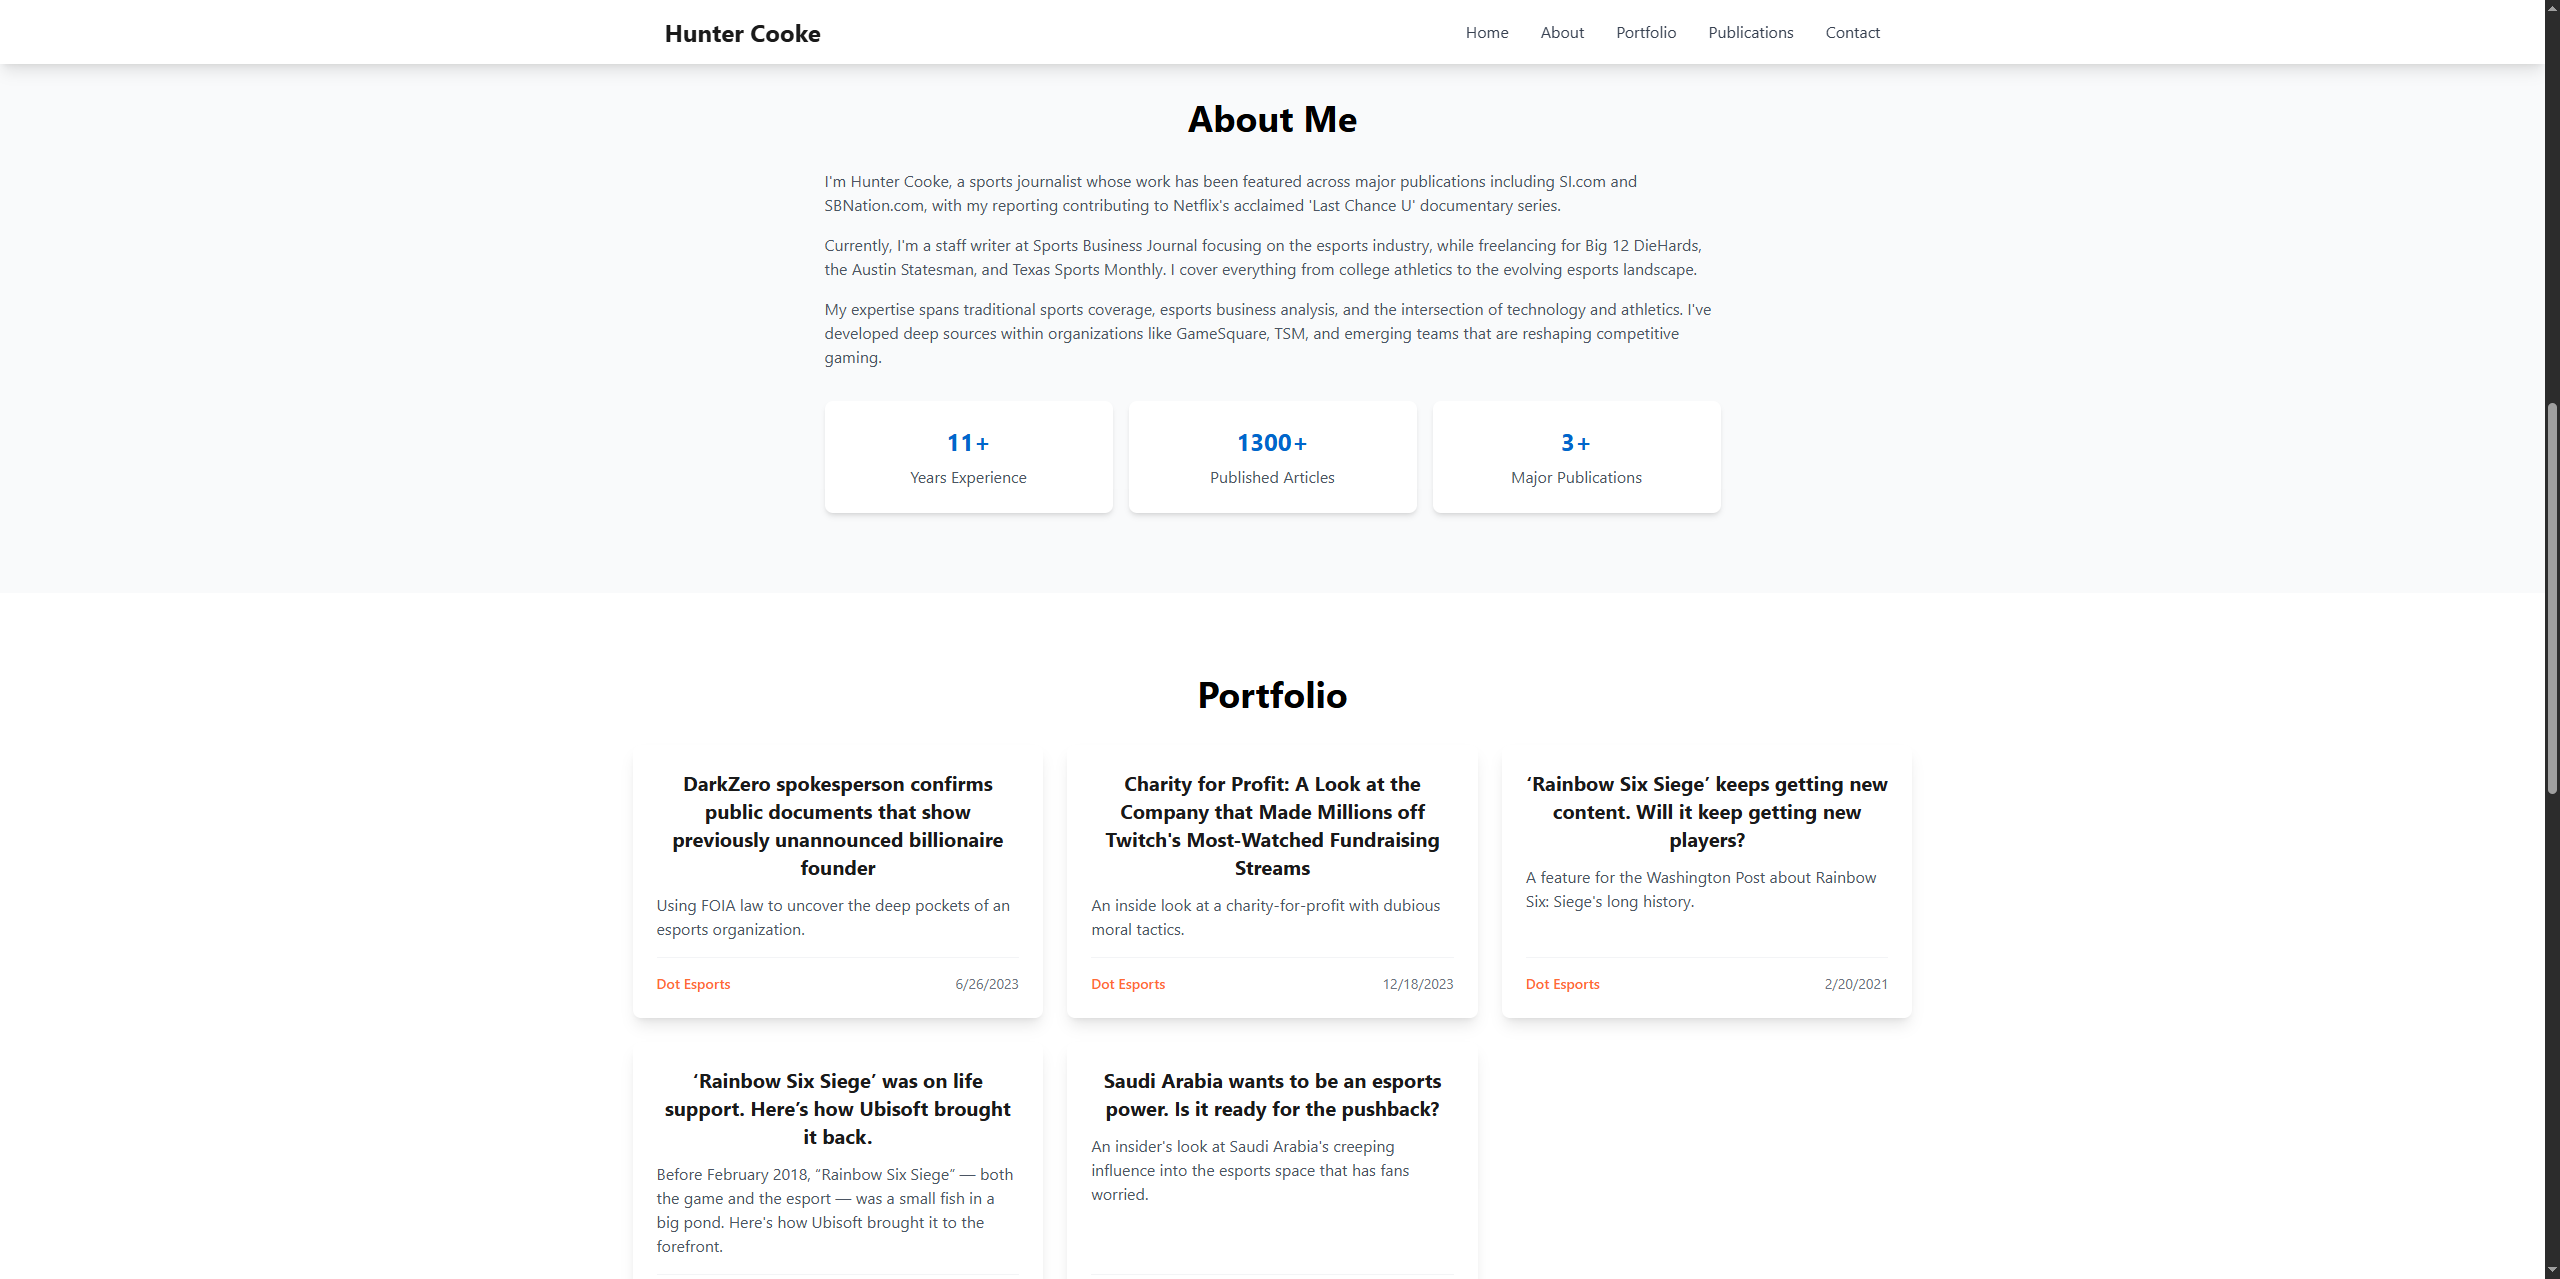 Hunter Cooke
Home About Portfolio Publications Contact
About Me
I'm Hunter Cooke, a sports journalist whose work has been featured across major publications including SI.com and
SBNation.com, with my reporting contributing to Netflix's acclaimed 'Last Chance U' documentary series.
Currently, I'm a staff writer at Sports Business Journal focusing on the esports industry, while freelancing for Big 12 DieHards,
the Austin Statesman, and Texas Sports Monthly. I cover everything from college athletics to the evolving esports landscape.
My expertise spans traditional sports coverage, esports business analysis, and the intersection of technology and athletics. I've
developed deep sources within organizations like GameSquare, TSM, and emerging teams that are reshaping competitive
gaming.
11+
Years Experience
1300+
Published Articles
3+
Major Publications
Portfolio
DarkZero spokesperson confirms
public documents that show
previously unannounced billionaire
founder
Using FOIA law to uncover the deep pockets of an
esports organization.
Dot Esports 6/26/2023
Charity for Profit: A Look at the
Company that Made Millions off
Twitch's Most-Watched Fundraising
Streams
An inside look at a charity-for-profit with dubious
moral tactics.
Dot Esports 12/18/2023
‘Rainbow Six Siege’ keeps getting new
content. Will it keep getting new
players?
A feature for the Washington Post about Rainbow
Six: Siege's long history.
Dot Esports 2/20/2021
‘Rainbow Six Siege’ was on life
support. Here’s how Ubisoft brought
it back.
Before February 2018, “Rainbow Six Siege” — both
the game and the esport — was a small fish in a
big pond. Here's how Ubisoft brought it to the
forefront.
Saudi Arabia wants to be an esports
power. Is it ready for the pushback?
An insider's look at Saudi Arabia's creeping
influence into the esports space that has fans
worried.